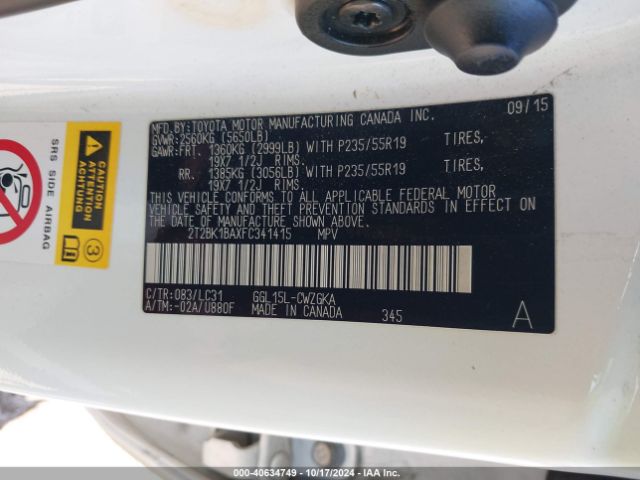 MFD.BY:TOYOTA MOTOR MANUFACTURING CANADA INC. 09/15
GVWR:2560KG (5650LB)
GAWR:FRT. 1360KG (2999LB) WITH P235/55R19 TIRES,
19X7 1/2J RIMS.
RR. 1385KG (3056LB) WITH P235/55R19 TIRES,
19X7 1/2J RIMS.
THIS VEHICLE CONFORMS TO ALL APPLICABLE FEDERAL MOTOR
VEHICLE SAFETY AND THEFT PREVENTION STANDARDS IN EFFECT ON
THE DATE OF MANUFACTURE SHOWN ABOVE.
2T2BK1BAXFC341415 MPV
C/TR:083/LC31 GGL15L-CWZGKA
A/TM:-02A/U880F MADE IN CANADA 345 A
SRS SIDE AIRBAG
CAUTION
ATTENTION
3
000-40634749 - 10/17/2024 - IAA Inc.